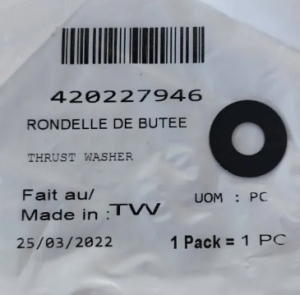 420227946
RONDELLE DE BUTEE
THRUST WASHER
Fait au/
Made in : TW
UOM : PC
25/03/2022
1 Pack = 1 PC